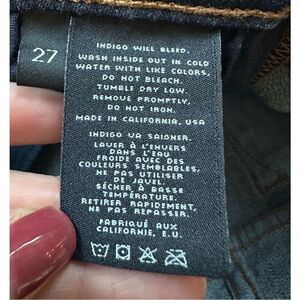 27
INDIGO WILL BLEED.
WASH INSIDE OUT IN COLD
WATER WITH LIKE COLORS.
DO NOT BLEACH.
TUMBLE DRY LOW.
REMOVE PROMPTLY.
DO NOT IRON.
MADE IN CALIFORNIA, USA
INDIGO VA SAIGNER.
LAVER À L'ENVERS
DANS L'EAU
FROIDE AVEC DES
COULEURS SEMBLABLES.
NE PAS UTILISER
DE JAVEL.
SÉCHER À BASSE
TEMPÉRATURE.
RETIRER RAPIDEMENT,
NE PAS REPASSER.
FABRIQUÉ AUX
CALIFORNIE, E.U.